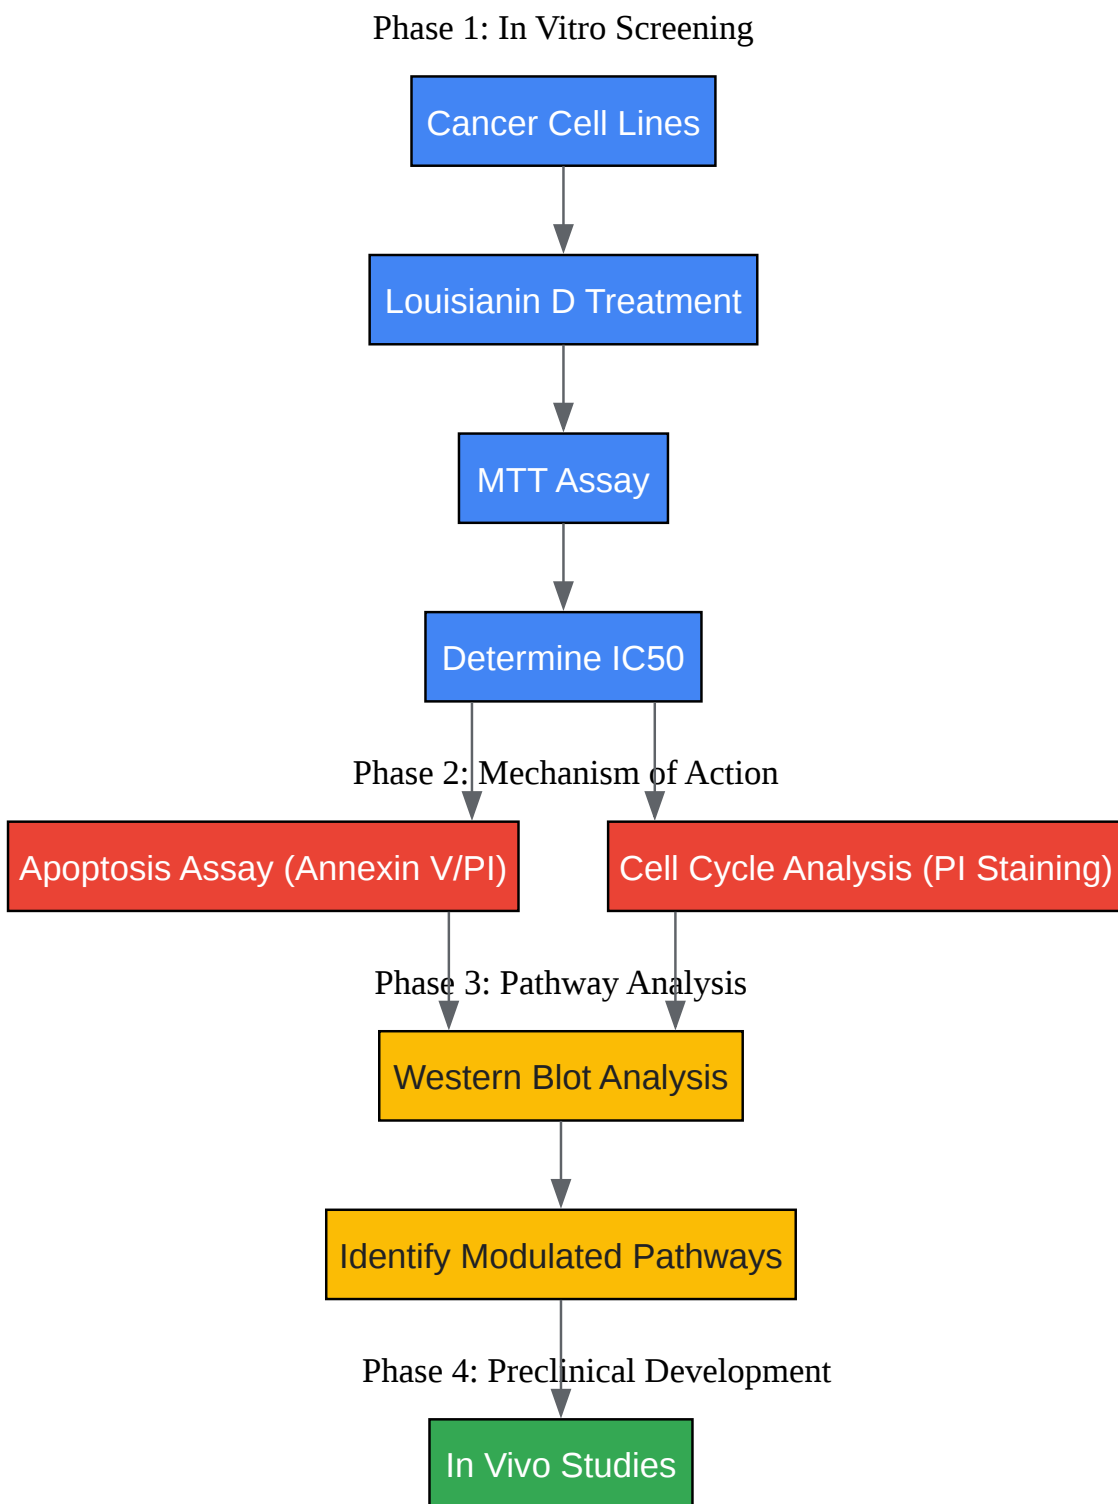 Phase 1: In Vitro Screening
Cancer Cell Lines
Louisianin D Treatment
MTT Assay
Determine IC50
Phase 2: Mechanism of Action
Apoptosis Assay (Annexin V/PI)
Cell Cycle Analysis (PI Staining)
Phase 3: Pathway Analysis
Western Blot Analysis
Identify Modulated Pathways
Phase 4: Preclinical Development
In Vivo Studies